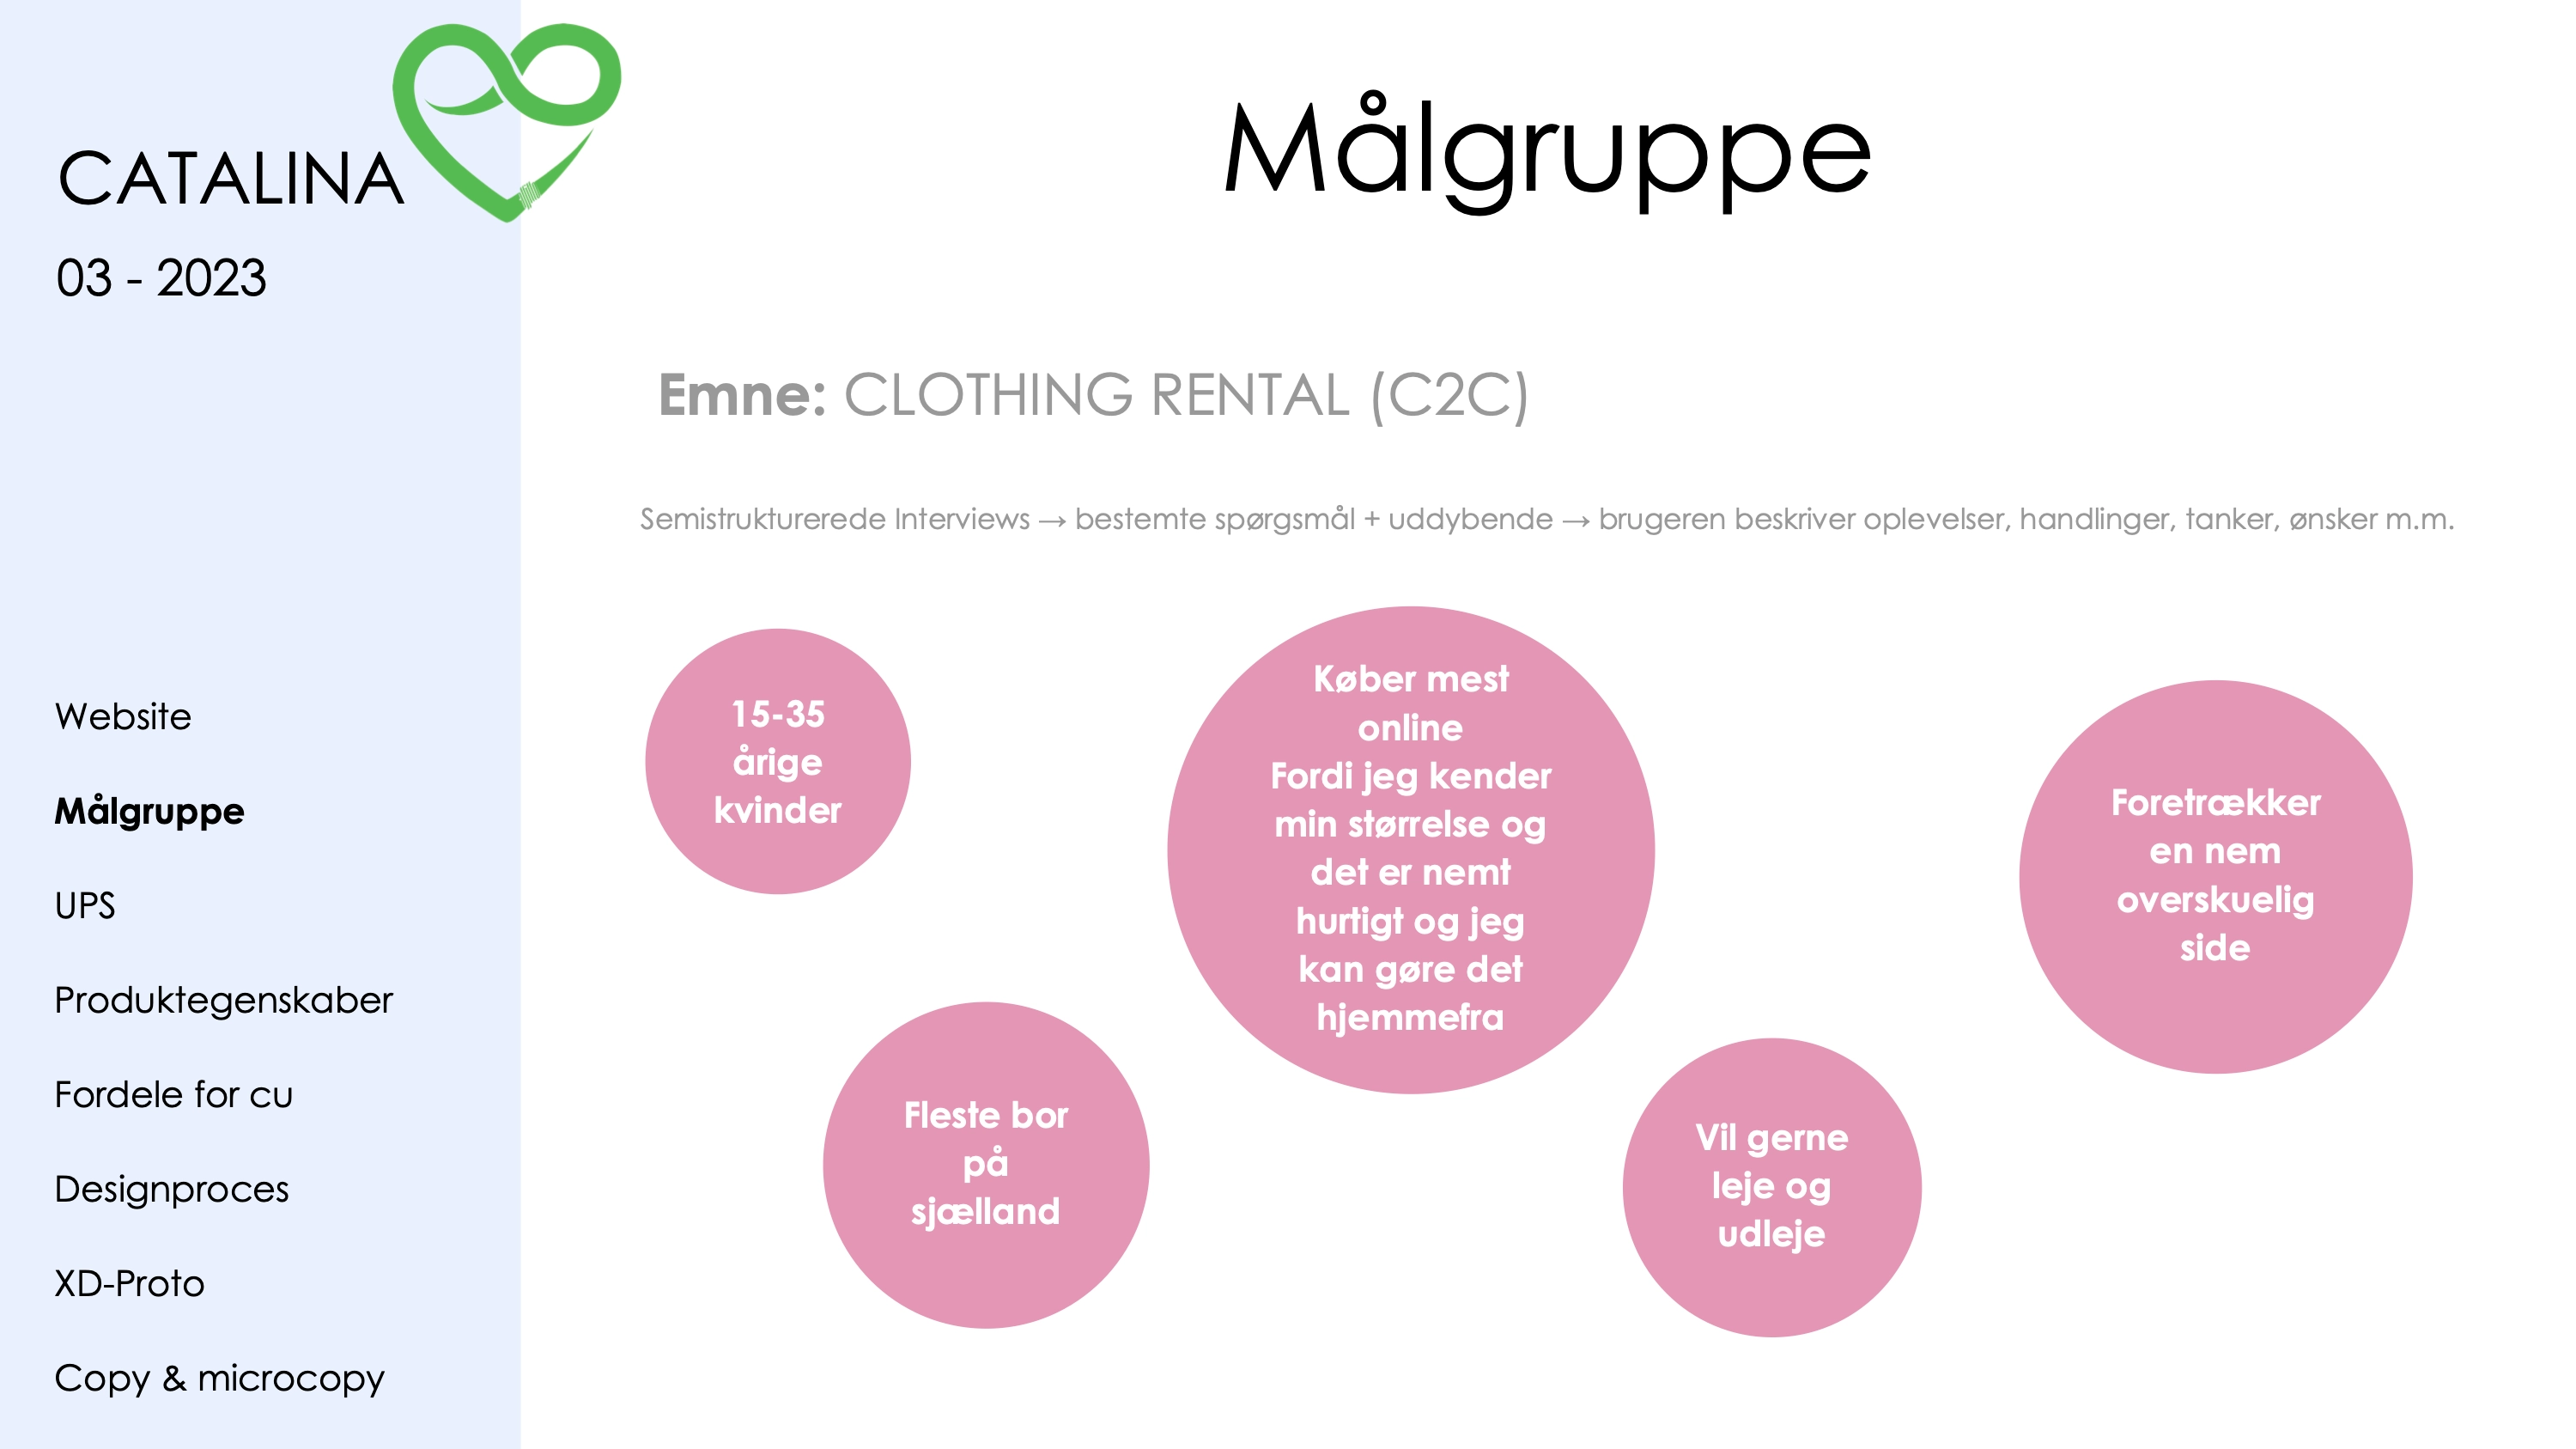 CATALINA
03 - 2023
Website
Målgruppe
UPS
Produktegenskaber
Fordele for cu
Designproces
XD-Proto
Copy & microcopy
Målgruppe
Emne: CLOTHING RENTAL (C2C)
Semistrukturerede Interviews → bestemte spørgsmål + uddybende → brugeren beskriver oplevelser, handlinger, tanker, ønsker m.m.
15-35
årige
kvinder
Fleste bor
på
sjælland
Køber mest
online
Fordi jeg kender
min størrelse og
det er nemt
hurtigt og jeg
kan gøre det
hjemmefra
Vil gerne
leje og
udleje
Foretrækker
en nem
overskuelig
side